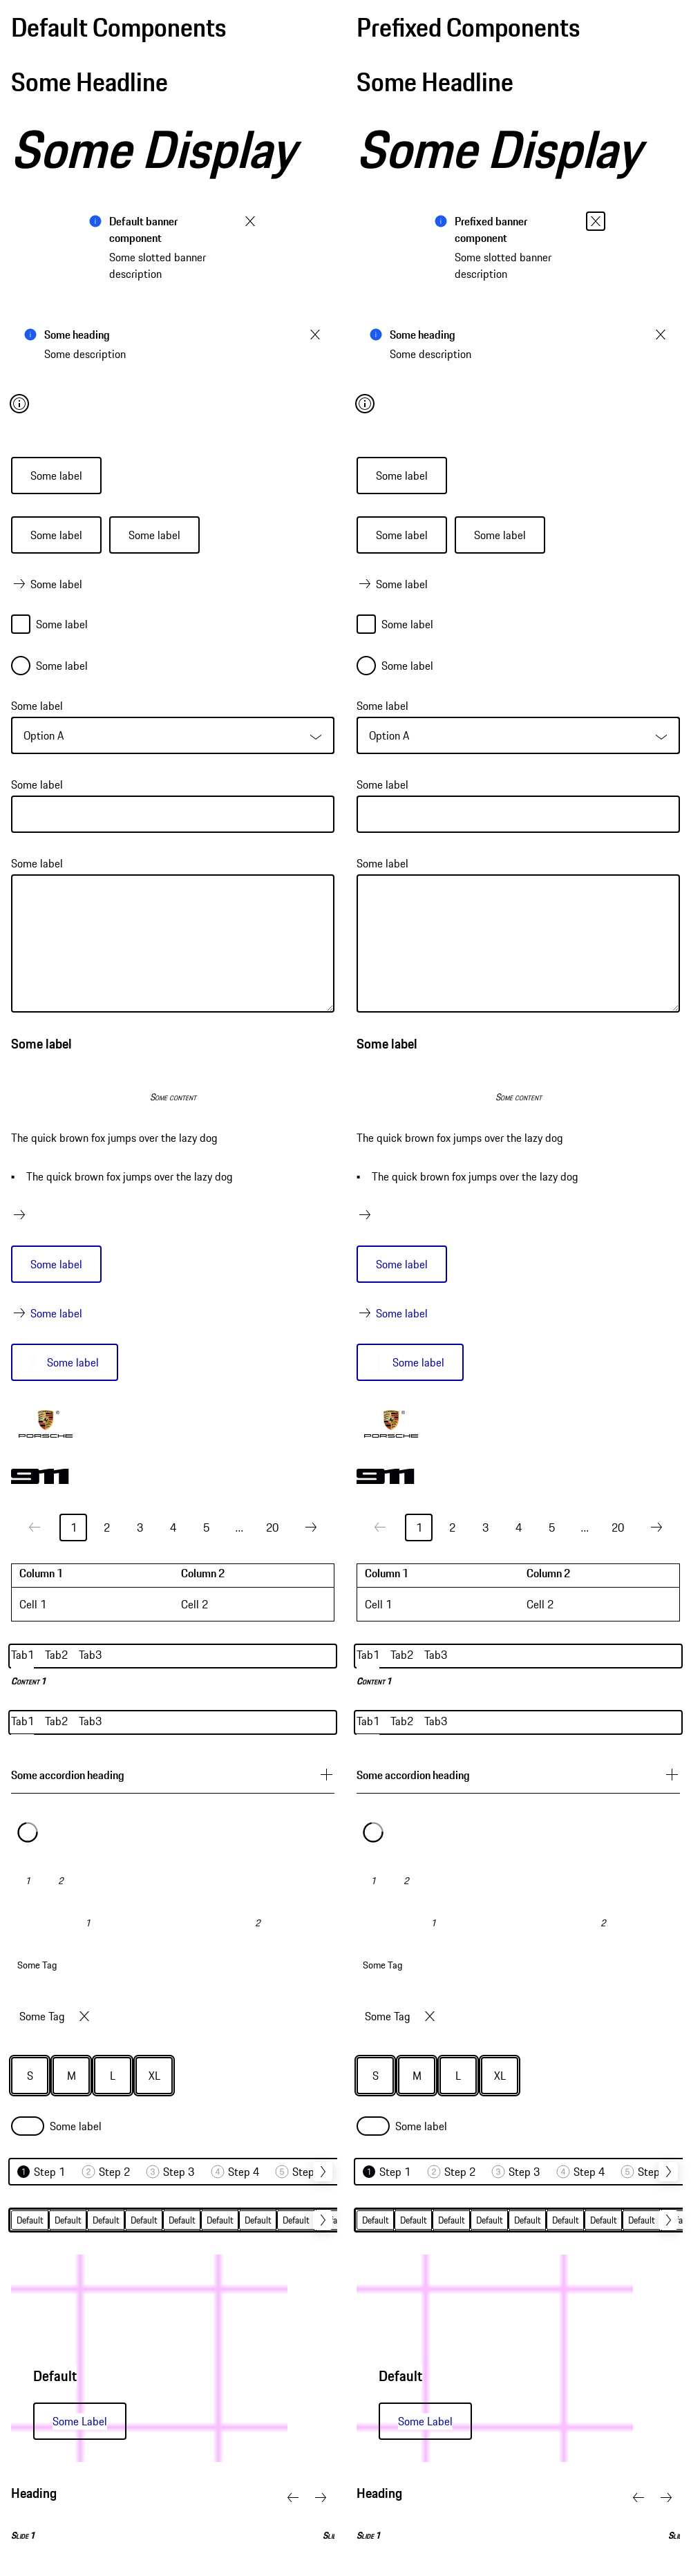 Default Components
Some Headline
Some Display
Default banner
component
Some slotted banner
description
Some heading
Some description
Some label
Some label Some label
Some label
Some label
Some label
Some label
Option A
Some label
Some label
Some label
Some content
The quick brown fox jumps over the lazy dog
• The quick brown fox jumps over the lazy dog
Some label
Some label
Some label
PORSCHE
911
1 2 3 4 5 ... 20
Column 1 Column 2
Cell 1 Cell 2
Tab1 Tab2 Tab3
Content 1
Tab1 Tab2 Tab3
Some accordion heading
1 2
1 2
Some Tag
Some Tag
S M L XL
Some label
1 Step 1 2 Step 2 3 Step 3 4 Step 4 5 Step
Default Default Default Default Default Default Default Default
Default
Some Label
Heading
Slide 1
Prefixed Components
Some Headline
Some Display
Prefixed banner
component
Some slotted banner
description
Some heading
Some description
Some label
Some label Some label
Some label
Some label
Some label
Some label
Option A
Some label
Some label
Some label
Some content
The quick brown fox jumps over the lazy dog
• The quick brown fox jumps over the lazy dog
Some label
Some label
Some label
PORSCHE
911
1 2 3 4 5 ... 20
Column 1 Column 2
Cell 1 Cell 2
Tab1 Tab2 Tab3
Content 1
Tab1 Tab2 Tab3
Some accordion heading
1 2
1 2
Some Tag
Some Tag
S M L XL
Some label
1 Step 1 2 Step 2 3 Step 3 4 Step 4 5 Step
Default Default Default Default Default Default Default Default
Default
Some Label
Heading
Slide 1